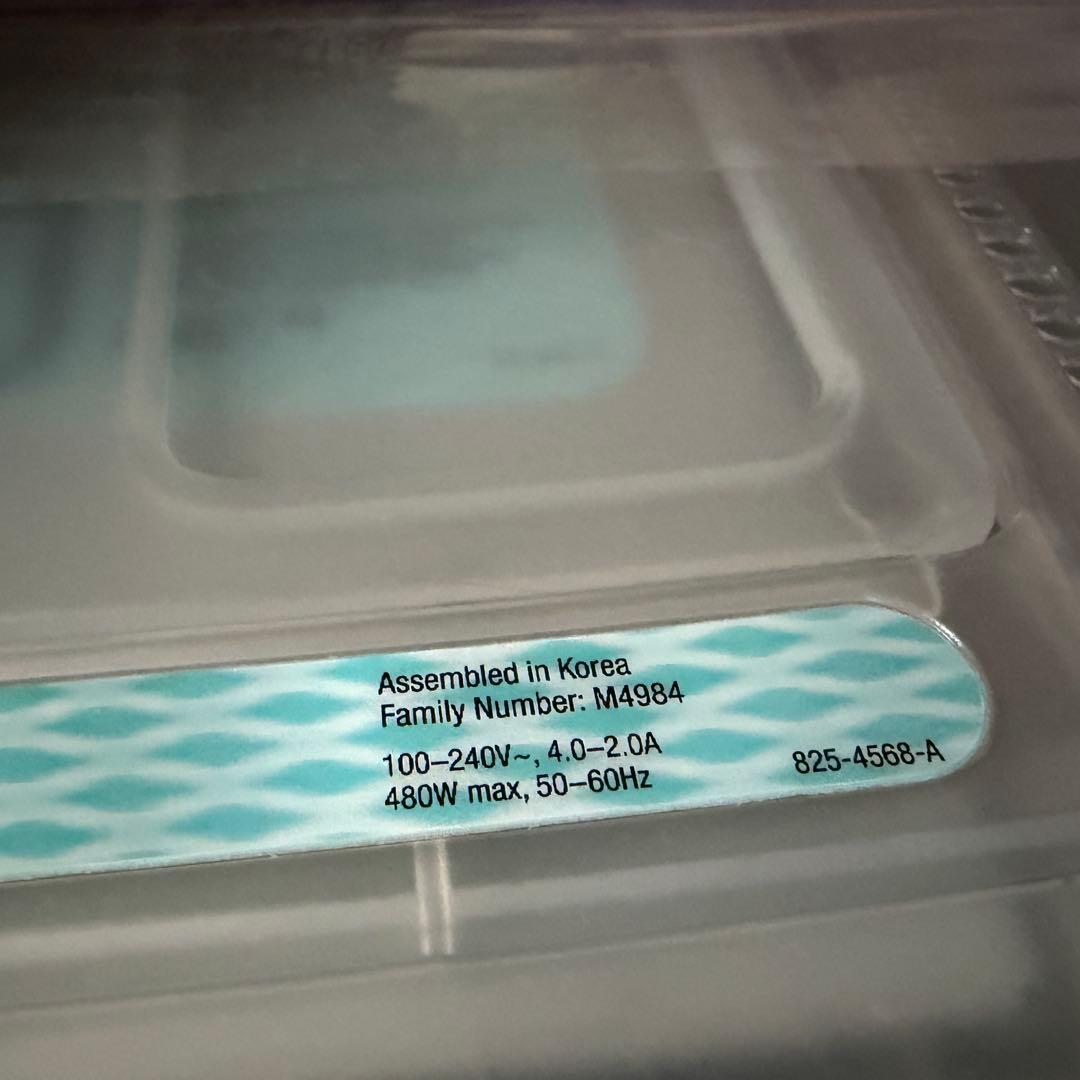 Assembled in Korea
Family Number: M4984
100–240V~, 4.0–2.0A
480W max, 50–60Hz
825-4568-A